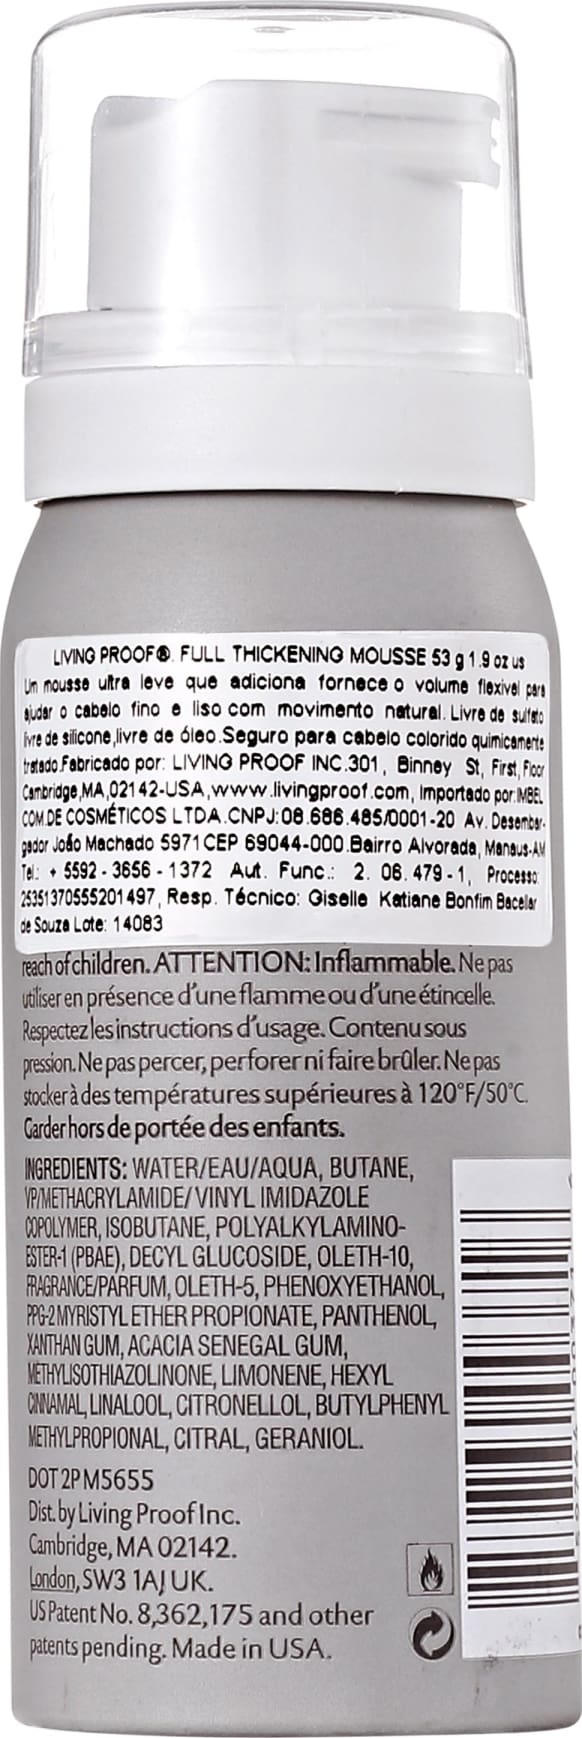 LIVING PROOF®. FULL THICKENING MOUSSE 53 g 1.9 oz us
Um mousse ultra leve que adiciona fornece o volume flexivel para
ajudar o cabelo fino e liso com movimento natural. Livre de sulfato
livre de silicone, livre de óleo. Seguro para cabelo colorido quimicamente
tratado. Fabricado por: LIVING PROOF INC. 301, Binney St, First, Floor
Cambridge, MA, 02142-USA, www.livingproof.com, Importado por: IMBEL
COM. DE COSMÉTICOS LTDA. CNPJ: 08.686.485/0001-20 Av. Desembar-
gador João Machado 5971 CEP 69044-000. Bairro Alvorada, Manaus-AM
Tel.: + 5592 - 3656 - 1372 Aut. Func.: 2. 06. 479 - 1, Processo:
25351370555201497, Resp. Técnico: Giselle Katiane Bonfim Bacellar
de Souza Lote: 14083
reach of children. ATTENTION: Inflammable. Ne pas
utiliser en présence d'une flamme ou d'une étincelle.
Respectez les instructions d'usage. Contenu sous
pression. Ne pas percer, perforer ni faire brûler. Ne pas
stocker à des températures supérieures à 120°F/50°C.
Garder hors de portée des enfants.
INGREDIENTS: WATER/EAU/AQUA, BUTANE,
VP/METHACRYLAMIDE/VINYL IMIDAZOLE
COPOLYMER, ISOBUTANE, POLYALKYLAMINO-
ESTER-1 (PBAE), DECYL GLUCOSIDE, OLETH-10,
FRAGRANCE/PARFUM, OLETH-5, PHENOXYETHANOL,
PPG-2 MYRISTYL ETHER PROPIONATE, PANTHENOL,
XANTHAN GUM, ACACIA SENEGAL GUM,
METHYLISOTHIAZOLINONE, LIMONENE, HEXYL
CINNAMAL, LINALOOL, CITRONELLOL, BUTYLPHENYL
METHYLPROPIONAL, CITRAL, GERANIOL.
DOT 2P M5655
Dist. by Living Proof Inc.
Cambridge, MA 02142.
London, SW3 1AJ UK.
US Patent No. 8,362,175 and other
patents pending. Made in USA.